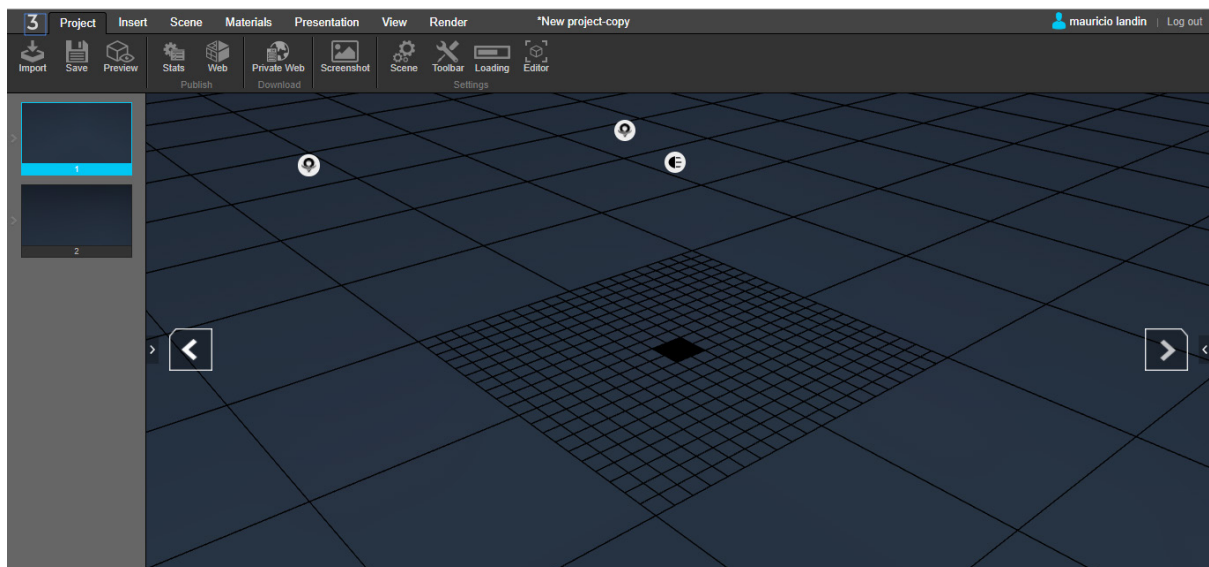 3 Project Insert Scene Materials Presentation View Render *New project-copy mauricio landin | Log out
Import Save Preview Stats Web Private Web Screenshot Scene Toolbar Loading Editor
Publish Download Settings
1
2